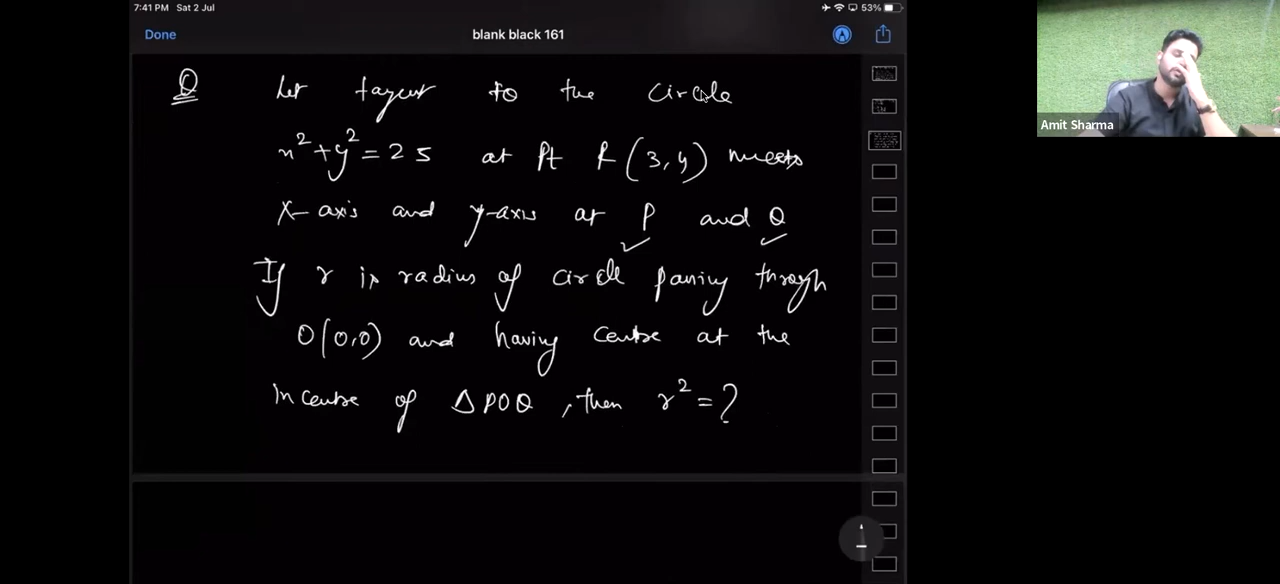 7:41 PM Sat 2 Jul
53%
Done
blank black 161
Amit Sharma
Q Let tangent to the circle
x²+y²=25 at Pt R(3,4) meets
X-axis and y-axis at P and Q
If r is radius of circle passing through
O(0,0) and having centre at the
incentre of ΔPOQ, then r²=?